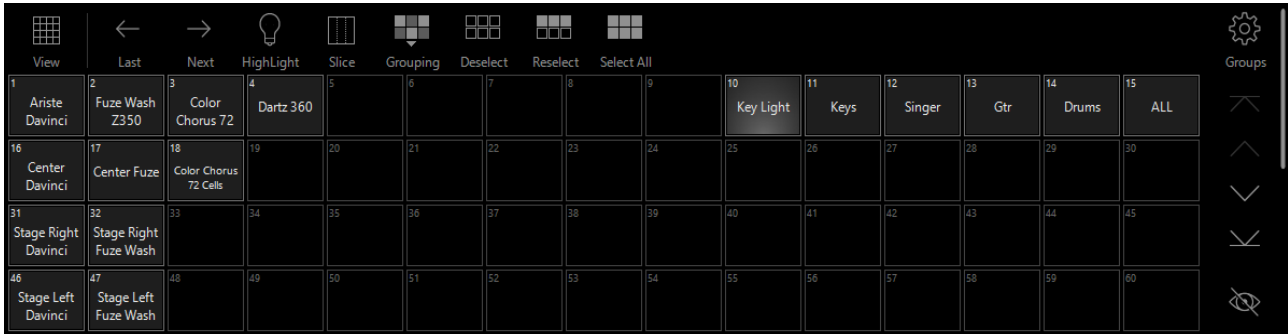 View Last Next HighLight Slice Grouping Deselect Reselect Select All Groups
1 2 3 4 5 6 7 8 9 10 11 12 13 14 15
Ariste Fuze Wash Color Dartz 360 Key Light Keys Singer Gtr Drums ALL
Davinci Z350 Chorus 72
16 17 18 19 20 21 22 23 24 25 26 27 28 29 30
Center Center Fuze Color Chorus
Davinci 72 Cells
31 32 33 34 35 36 37 38 39 40 41 42 43 44 45
Stage Right Stage Right
Davinci Fuze Wash
46 47 48 49 50 51 52 53 54 55 56 57 58 59 60
Stage Left Stage Left
Davinci Fuze Wash